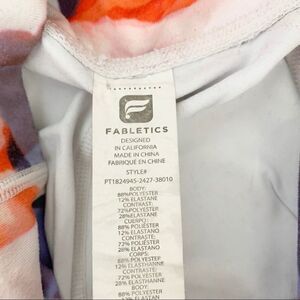 FABLETICS
DESIGNED
IN CALIFORNIA
MADE IN CHINA
FABRIQUÉ EN CHINE
STYLE#
PT1824945-2427-38010
BODY:
88%POLYESTER
12% ELASTANE
CONTRAST:
72%POLYESTER
28%ELASTANE
CUERPO:
88% POLIÉSTER
12% ELASTANO
CONTRASTE:
72% POLIÉSTER
28% ELASTANO
CORPS:
88% POLYESTER
12% ELASTHANNE
CONTRASTE:
72% POLYESTER
28% ELASTHANNE
BODY:
88% POLYESTER